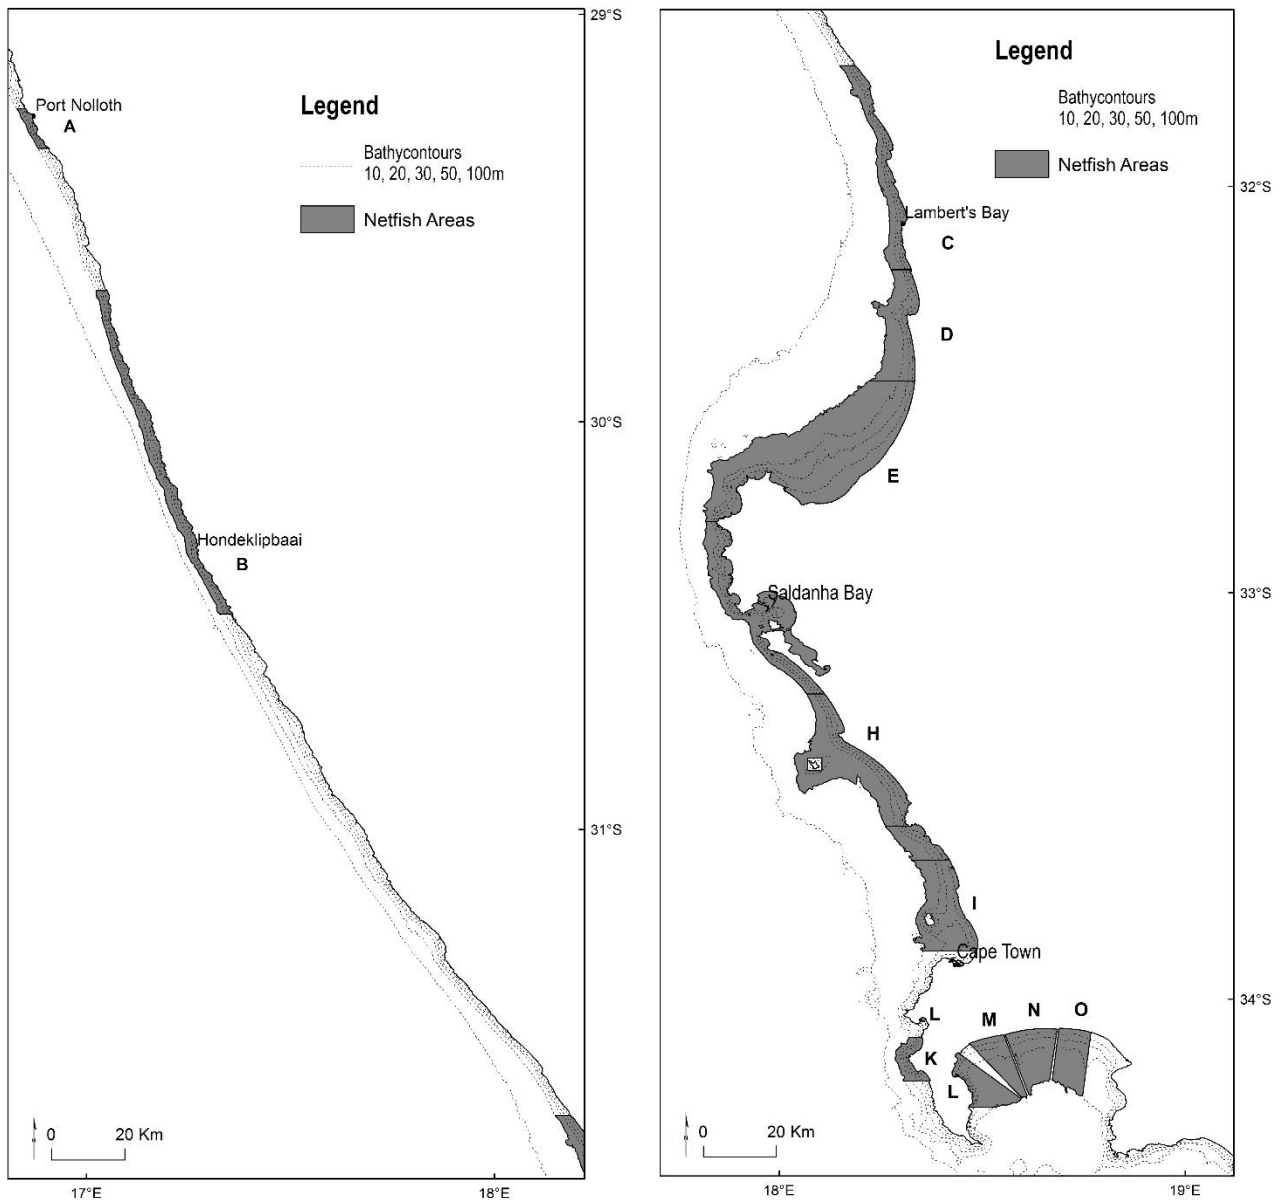 29°S
Port Nolloth
A
Legend
Bathycontours
10, 20, 30, 50, 100m
Netfish Areas
30°S
Hondeklipbaai
B
31°S
0 20 Km
17°E 18°E
Legend
Bathycontours
10, 20, 30, 50, 100m
Netfish Areas
32°S
Lambert's Bay
C
D
E
Saldanha Bay
33°S
H
I
Cape Town
34°S
L
M N O
K
L
0 20 Km
18°E 19°E